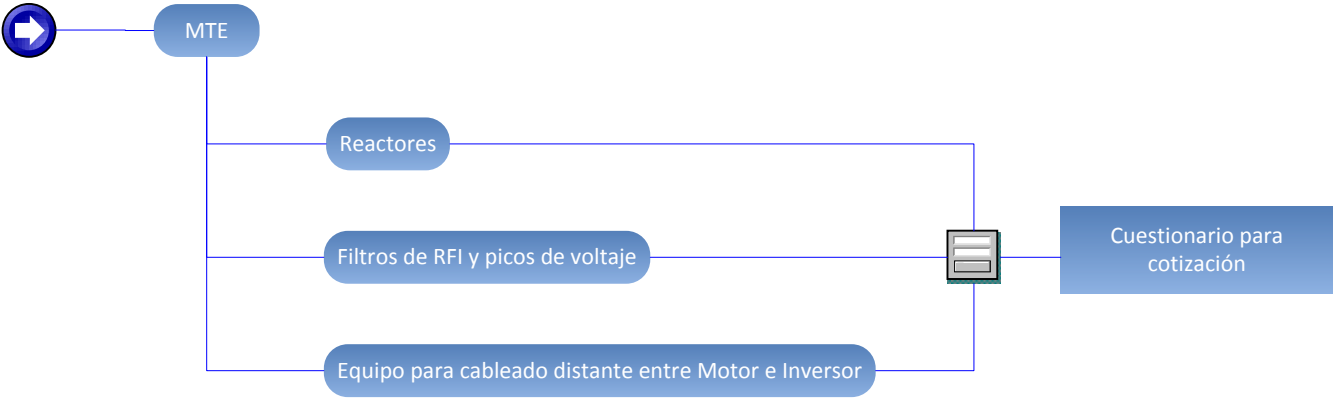 MTE
Reactores
Filtros de RFI y picos de voltaje
Equipo para cableado distante entre Motor e Inversor
Cuestionario para
cotización